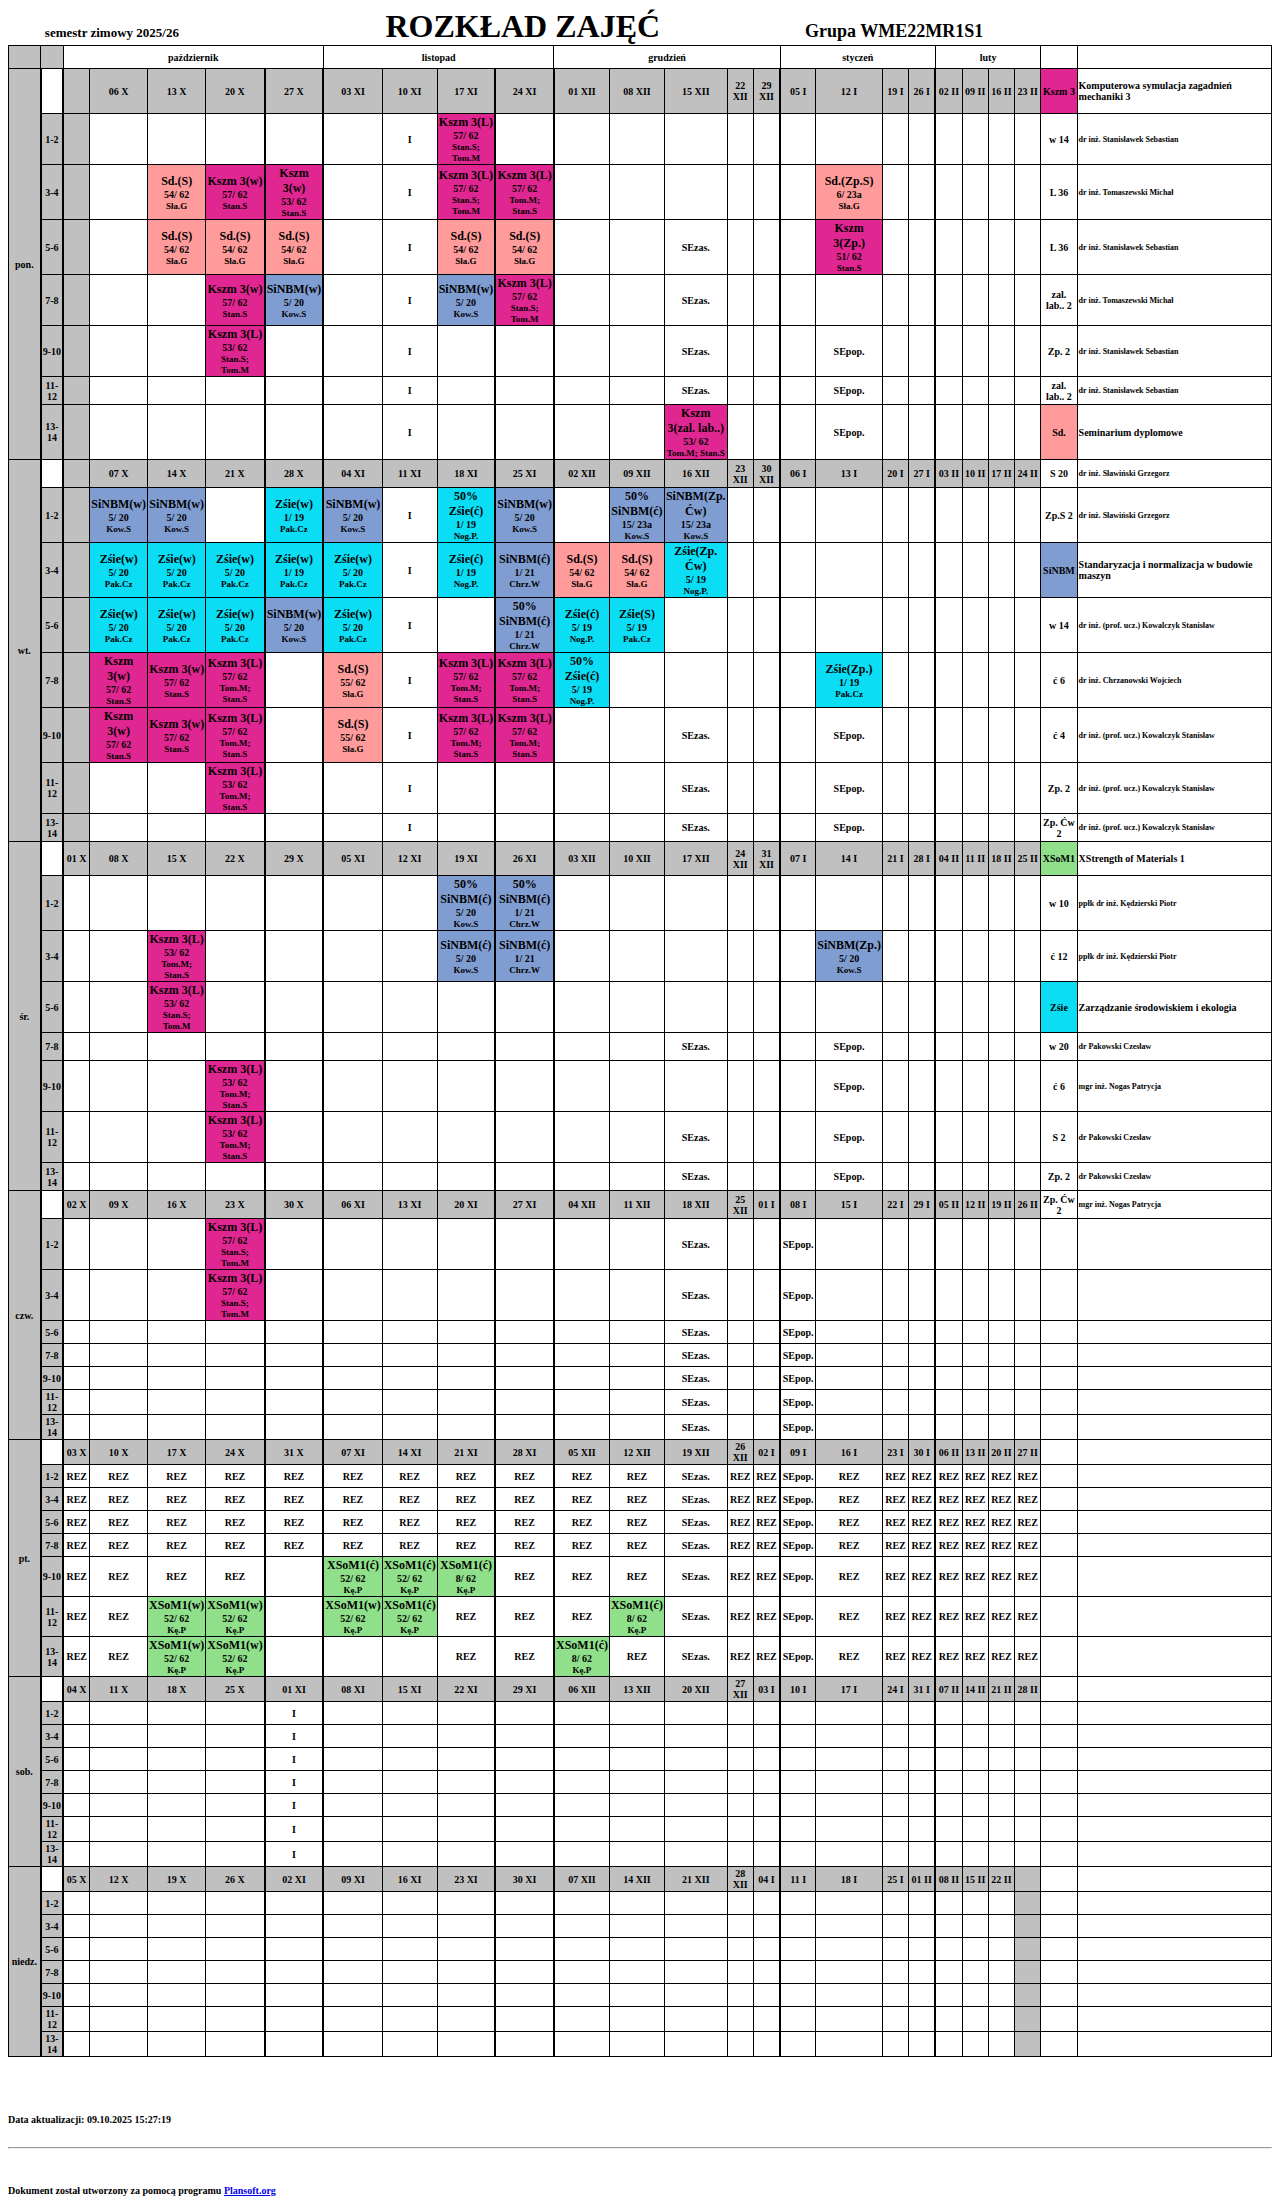 semestr zimowy 2025/26 ROZKŁAD ZAJĘĆ Grupa WME22MR1S1
październik listopad grudzień styczeń luty
pon. 06 X 13 X 20 X 27 X 03 XI 10 XI 17 XI 24 XI 01 XII 08 XII 15 XII 22 XII 29 XII 05 I 12 I 19 I 26 I 02 II 09 II 16 II 23 II Kszm 3 Komputerowa symulacja zagadnień mechaniki 3
1-2 I Kszm 3(L) 57/ 62 Stan.S; Tom.M w 14 dr inż. Stanisławek Sebastian
3-4 Sd.(S) 54/ 62 Sła.G Kszm 3(w) 57/ 62 Stan.S Kszm 3(w) 53/ 62 Stan.S I Kszm 3(L) 57/ 62 Stan.S; Tom.M Kszm 3(L) 57/ 62 Tom.M; Stan.S Sd.(Zp.S) 6/ 23a Sła.G L 36 dr inż. Tomaszewski Michał
5-6 Sd.(S) 54/ 62 Sła.G Sd.(S) 54/ 62 Sła.G Sd.(S) 54/ 62 Sła.G I Sd.(S) 54/ 62 Sła.G Sd.(S) 54/ 62 Sła.G SEzas. Kszm 3(Zp.) 51/ 62 Stan.S L 36 dr inż. Stanisławek Sebastian
7-8 Kszm 3(w) 57/ 62 Stan.S SiNBM(w) 5/ 20 Kow.S I SiNBM(w) 5/ 20 Kow.S Kszm 3(L) 57/ 62 Stan.S; Tom.M SEzas. zal. lab.. 2 dr inż. Tomaszewski Michał
9-10 Kszm 3(L) 53/ 62 Stan.S; Tom.M I SEzas. SEpop. Zp. 2 dr inż. Stanisławek Sebastian
11-12 I SEzas. SEpop. zal. lab.. 2 dr inż. Stanisławek Sebastian
13-14 I Kszm 3(zal. lab..) 53/ 62 Tom.M; Stan.S SEpop. Sd. Seminarium dyplomowe
wt. 07 X 14 X 21 X 28 X 04 XI 11 XI 18 XI 25 XI 02 XII 09 XII 16 XII 23 XII 30 XII 06 I 13 I 20 I 27 I 03 II 10 II 17 II 24 II S 20 dr inż. Sławiński Grzegorz
1-2 SiNBM(w) 5/ 20 Kow.S SiNBM(w) 5/ 20 Kow.S Zśie(w) 1/ 19 Pak.Cz SiNBM(w) 5/ 20 Kow.S I 50% Zśie(ć) 1/ 19 Nog.P. SiNBM(w) 5/ 20 Kow.S 50% SiNBM(ć) 15/ 23a Kow.S SiNBM(Zp. Ćw) 15/ 23a Kow.S Zp.S 2 dr inż. Sławiński Grzegorz
3-4 Zśie(w) 5/ 20 Pak.Cz Zśie(w) 5/ 20 Pak.Cz Zśie(w) 5/ 20 Pak.Cz Zśie(w) 1/ 19 Pak.Cz Zśie(w) 5/ 20 Pak.Cz I Zśie(ć) 1/ 19 Nog.P. SiNBM(ć) 1/ 21 Chrz.W Sd.(S) 54/ 62 Sła.G Sd.(S) 54/ 62 Sła.G Zśie(Zp. Ćw) 5/ 19 Nog.P. SiNBM Standaryzacja i normalizacja w budowie maszyn
5-6 Zśie(w) 5/ 20 Pak.Cz Zśie(w) 5/ 20 Pak.Cz Zśie(w) 5/ 20 Pak.Cz SiNBM(w) 5/ 20 Kow.S Zśie(w) 5/ 20 Pak.Cz I 50% SiNBM(ć) 1/ 21 Chrz.W Zśie(ć) 5/ 19 Nog.P. Zśie(S) 5/ 19 Pak.Cz w 14 dr inż. (prof. ucz.) Kowalczyk Stanisław
7-8 Kszm 3(w) 57/ 62 Stan.S Kszm 3(w) 57/ 62 Stan.S Kszm 3(L) 57/ 62 Tom.M; Stan.S Sd.(S) 55/ 62 Sła.G I Kszm 3(L) 57/ 62 Tom.M; Stan.S Kszm 3(L) 57/ 62 Tom.M; Stan.S 50% Zśie(ć) 5/ 19 Nog.P. Zśie(Zp.) 1/ 19 Pak.Cz ć 6 dr inż. Chrzanowski Wojciech
9-10 Kszm 3(w) 57/ 62 Stan.S Kszm 3(w) 57/ 62 Stan.S Kszm 3(L) 57/ 62 Tom.M; Stan.S Sd.(S) 55/ 62 Sła.G I Kszm 3(L) 57/ 62 Tom.M; Stan.S Kszm 3(L) 57/ 62 Tom.M; Stan.S SEzas. SEpop. ć 4 dr inż. (prof. ucz.) Kowalczyk Stanisław
11-12 Kszm 3(L) 53/ 62 Tom.M; Stan.S I SEzas. SEpop. Zp. 2 dr inż. (prof. ucz.) Kowalczyk Stanisław
13-14 I SEzas. SEpop. Zp. Ćw 2 dr inż. (prof. ucz.) Kowalczyk Stanisław
śr. 01 X 08 X 15 X 22 X 29 X 05 XI 12 XI 19 XI 26 XI 03 XII 10 XII 17 XII 24 XII 31 XII 07 I 14 I 21 I 28 I 04 II 11 II 18 II 25 II XSoM1 XStrength of Materials 1
1-2 50% SiNBM(ć) 5/ 20 Kow.S 50% SiNBM(ć) 1/ 21 Chrz.W w 10 ppłk dr inż. Kędzierski Piotr
3-4 Kszm 3(L) 53/ 62 Tom.M; Stan.S SiNBM(ć) 5/ 20 Kow.S SiNBM(ć) 1/ 21 Chrz.W SiNBM(Zp.) 5/ 20 Kow.S ć 12 ppłk dr inż. Kędzierski Piotr
5-6 Kszm 3(L) 53/ 62 Stan.S; Tom.M Zśie Zarządzanie środowiskiem i ekologia
7-8 SEzas. SEpop. w 20 dr Pakowski Czesław
9-10 Kszm 3(L) 53/ 62 Tom.M; Stan.S SEpop. ć 6 mgr inż. Nogas Patrycja
11-12 Kszm 3(L) 53/ 62 Tom.M; Stan.S SEzas. SEpop. S 2 dr Pakowski Czesław
13-14 SEzas. SEpop. Zp. 2 dr Pakowski Czesław
czw. 02 X 09 X 16 X 23 X 30 X 06 XI 13 XI 20 XI 27 XI 04 XII 11 XII 18 XII 25 XII 01 I 08 I 15 I 22 I 29 I 05 II 12 II 19 II 26 II Zp. Ćw 2 mgr inż. Nogas Patrycja
1-2 Kszm 3(L) 57/ 62 Stan.S; Tom.M SEzas. SEpop.
3-4 Kszm 3(L) 57/ 62 Stan.S; Tom.M SEzas. SEpop.
5-6 SEzas. SEpop.
7-8 SEzas. SEpop.
9-10 SEzas. SEpop.
11-12 SEzas. SEpop.
13-14 SEzas. SEpop.
pt. 03 X 10 X 17 X 24 X 31 X 07 XI 14 XI 21 XI 28 XI 05 XII 12 XII 19 XII 26 XII 02 I 09 I 16 I 23 I 30 I 06 II 13 II 20 II 27 II
1-2 REZ REZ REZ REZ REZ REZ REZ REZ REZ REZ REZ SEzas. REZ REZ SEpop. REZ REZ REZ REZ REZ REZ REZ
3-4 REZ REZ REZ REZ REZ REZ REZ REZ REZ REZ REZ SEzas. REZ REZ SEpop. REZ REZ REZ REZ REZ REZ REZ
5-6 REZ REZ REZ REZ REZ REZ REZ REZ REZ REZ REZ SEzas. REZ REZ SEpop. REZ REZ REZ REZ REZ REZ REZ
7-8 REZ REZ REZ REZ REZ REZ REZ REZ REZ REZ REZ SEzas. REZ REZ SEpop. REZ REZ REZ REZ REZ REZ REZ
9-10 REZ REZ REZ REZ XSoM1(ć) 52/ 62 Kę.P XSoM1(ć) 52/ 62 Kę.P XSoM1(ć) 8/ 62 Kę.P REZ REZ REZ SEzas. REZ REZ SEpop. REZ REZ REZ REZ REZ REZ REZ
11-12 REZ REZ XSoM1(w) 52/ 62 Kę.P XSoM1(w) 52/ 62 Kę.P XSoM1(w) 52/ 62 Kę.P XSoM1(ć) 52/ 62 Kę.P REZ REZ REZ XSoM1(ć) 8/ 62 Kę.P SEzas. REZ REZ SEpop. REZ REZ REZ REZ REZ REZ REZ
13-14 REZ REZ XSoM1(w) 52/ 62 Kę.P XSoM1(w) 52/ 62 Kę.P REZ REZ XSoM1(ć) 8/ 62 Kę.P REZ SEzas. REZ REZ SEpop. REZ REZ REZ REZ REZ REZ REZ
sob. 04 X 11 X 18 X 25 X 01 XI 08 XI 15 XI 22 XI 29 XI 06 XII 13 XII 20 XII 27 XII 03 I 10 I 17 I 24 I 31 I 07 II 14 II 21 II 28 II
1-2 I
3-4 I
5-6 I
7-8 I
9-10 I
11-12 I
13-14 I
niedz. 05 X 12 X 19 X 26 X 02 XI 09 XI 16 XI 23 XI 30 XI 07 XII 14 XII 21 XII 28 XII 04 I 11 I 18 I 25 I 01 II 08 II 15 II 22 II
1-2
3-4
5-6
7-8
9-10
11-12
13-14
Data aktualizacji: 09.10.2025 15:27:19
Dokument został utworzony za pomocą programu Plansoft.org